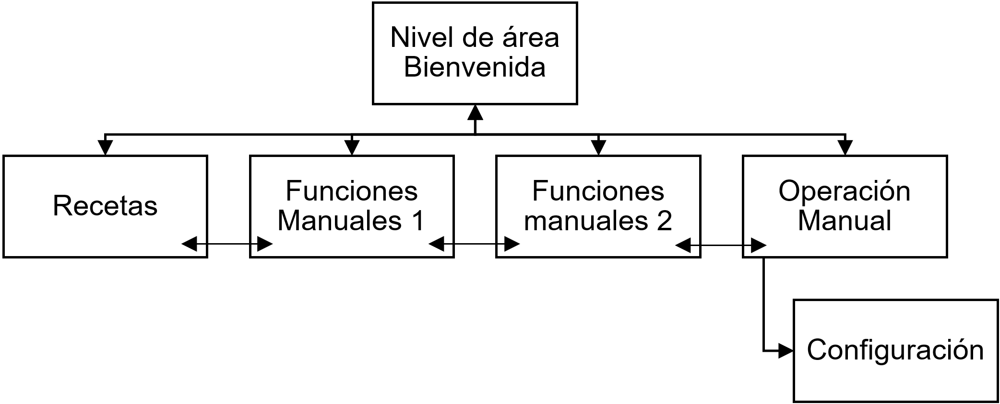 Nivel de área
Bienvenida
Recetas
Funciones
Manuales 1
Funciones
manuales 2
Operación
Manual
Configuración